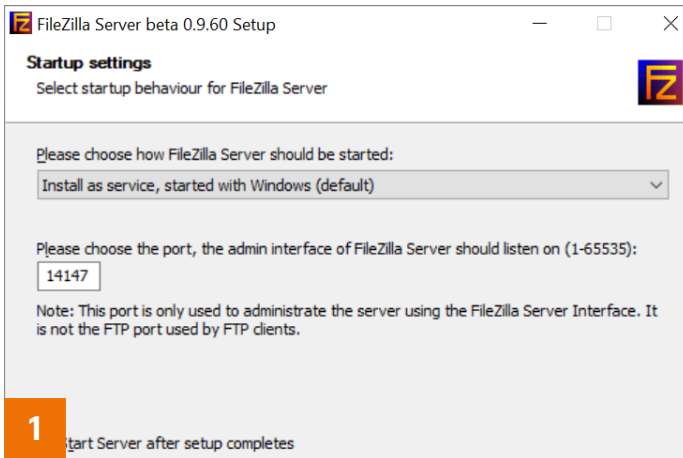 FileZilla Server beta 0.9.60 Setup
Startup settings
Select startup behaviour for FileZilla Server
Please choose how FileZilla Server should be started:
Install as service, started with Windows (default)
Please choose the port, the admin interface of FileZilla Server should listen on (1-65535):
14147
Note: This port is only used to administrate the server using the FileZilla Server Interface. It
is not the FTP port used by FTP clients.
1
Start Server after setup completes